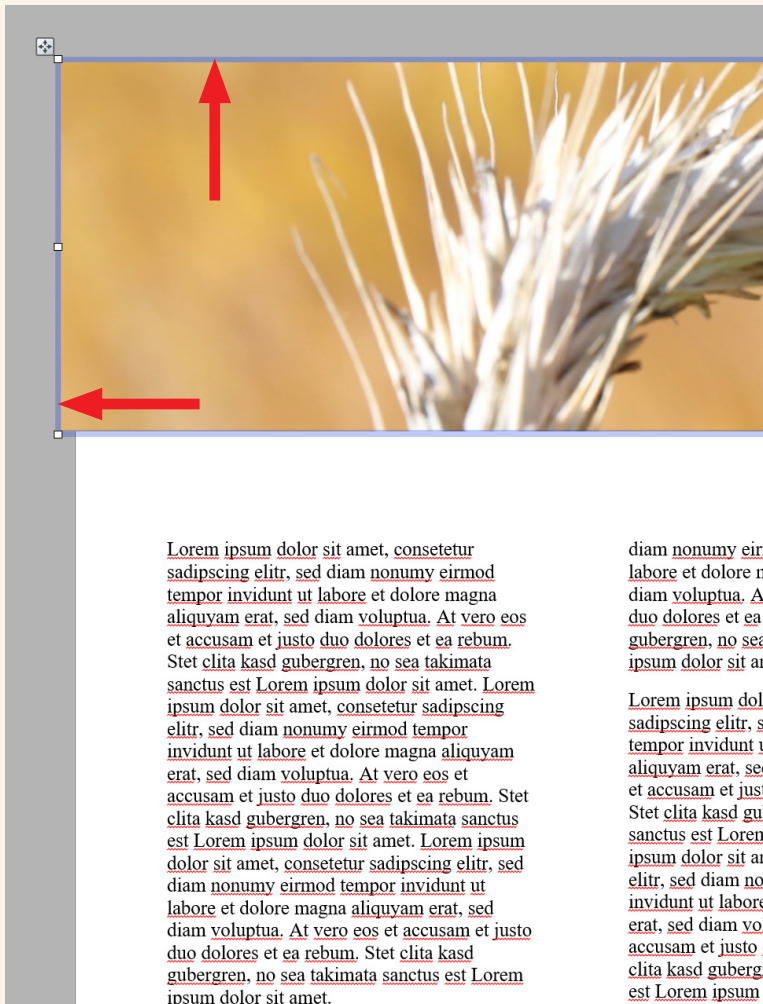 Lorem ipsum dolor sit amet, consetetur
sadipscing elitr, sed diam nonumy eirmod
tempor invidunt ut labore et dolore magna
aliquyam erat, sed diam voluptua. At vero eos
et accusam et justo duo dolores et ea rebum.
Stet clita kasd gubergren, no sea takimata
sanctus est Lorem ipsum dolor sit amet. Lorem
ipsum dolor sit amet, consetetur sadipscing
elitr, sed diam nonumy eirmod tempor
invidunt ut labore et dolore magna aliquyam
erat, sed diam voluptua. At vero eos et
accusam et justo duo dolores et ea rebum. Stet
clita kasd gubergren, no sea takimata sanctus
est Lorem ipsum dolor sit amet. Lorem ipsum
dolor sit amet, consetetur sadipscing elitr, sed
diam nonumy eirmod tempor invidunt ut
labore et dolore magna aliquyam erat, sed
diam voluptua. At vero eos et accusam et justo
duo dolores et ea rebum. Stet clita kasd
gubergren, no sea takimata sanctus est Lorem
ipsum dolor sit amet.
diam nonumy
labore et dolore
diam voluptua.
duo dolores et ea
gubergren, no
ipsum dolor sit
Lorem ipsum
sadipscing elitr,
tempor invidunt
aliquyam erat,
et accusam et
Stet clita kasd
sanctus est Lorem
ipsum dolor sit
elitr, sed diam
invidunt ut labore
erat, sed diam
accusam et justo
clita kasd
est Lorem ipsum